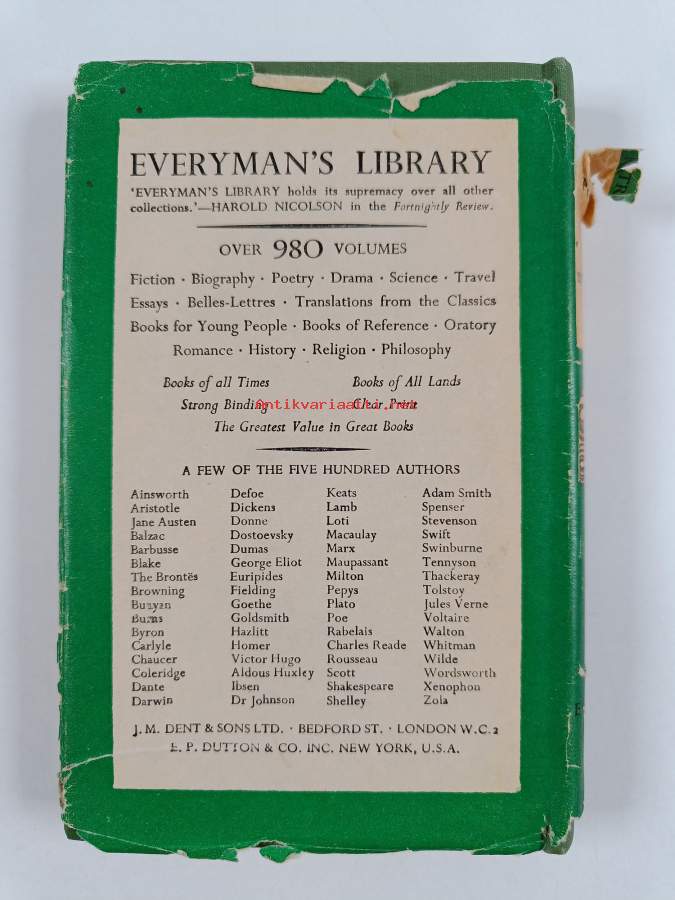 EVERYMAN'S LIBRARY
'EVERYMAN'S LIBRARY holds its supremacy over all other
collections.'—HAROLD NICOLSON in the Fortnightly Review.
OVER 980 VOLUMES
Fiction · Biography · Poetry · Drama · Science · Travel
Essays · Belles-Lettres · Translations from the Classics
Books for Young People · Books of Reference · Oratory
Romance · History · Religion · Philosophy
Books of all Times Books of All Lands
Strong Binding Clear Print
Antikvariaatti.net
The Greatest Value in Great Books
A FEW OF THE FIVE HUNDRED AUTHORS
Ainsworth Defoe Keats Adam Smith
Aristotle Dickens Lamb Spenser
Jane Austen Donne Loti Stevenson
Balzac Dostoevsky Macaulay Swift
Barbusse Dumas Marx Swinburne
Blake George Eliot Maupassant Tennyson
The Brontës Euripides Milton Thackeray
Browning Fielding Pepys Tolstoy
Bunyan Goethe Plato Jules Verne
Burns Goldsmith Poe Voltaire
Byron Hazlitt Rabelais Walton
Carlyle Homer Charles Reade Whitman
Chaucer Victor Hugo Rousseau Wilde
Coleridge Aldous Huxley Scott Wordsworth
Dante Ibsen Shakespeare Xenophon
Darwin Dr Johnson Shelley Zola
J. M. DENT & SONS LTD. · BEDFORD ST. · LONDON W.C.2
E. P. DUTTON & CO. INC. NEW YORK, U.S.A.